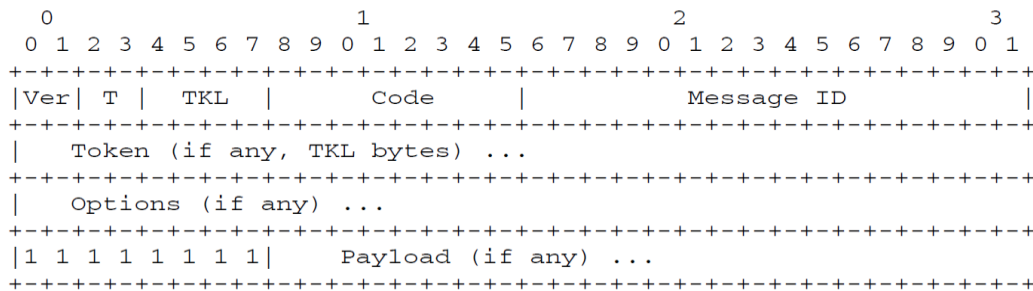 0                   1                   2                   3
 0 1 2 3 4 5 6 7 8 9 0 1 2 3 4 5 6 7 8 9 0 1 2 3 4 5 6 7 8 9 0 1
+-+-+-+-+-+-+-+-+-+-+-+-+-+-+-+-+-+-+-+-+-+-+-+-+-+-+-+-+-+-+-+-+
|Ver| T |  TKL  |      Code     |          Message ID           |
+-+-+-+-+-+-+-+-+-+-+-+-+-+-+-+-+-+-+-+-+-+-+-+-+-+-+-+-+-+-+-+-+
|   Token (if any, TKL bytes) ...
+-+-+-+-+-+-+-+-+-+-+-+-+-+-+-+-+-+-+-+-+-+-+-+-+-+-+-+-+-+-+-+-+
|   Options (if any) ...
+-+-+-+-+-+-+-+-+-+-+-+-+-+-+-+-+-+-+-+-+-+-+-+-+-+-+-+-+-+-+-+-+
|1 1 1 1 1 1 1 1|    Payload (if any) ...
+-+-+-+-+-+-+-+-+-+-+-+-+-+-+-+-+-+-+-+-+-+-+-+-+-+-+-+-+-+-+-+-+